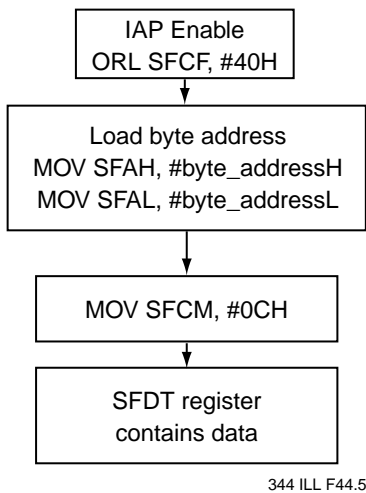 IAP Enable
ORL SFCF, #40H
Load byte address
MOV SFAH, #byte_addressH
MOV SFAL, #byte_addressL
MOV SFCM, #0CH
SFDT register
contains data
344 ILL F44.5